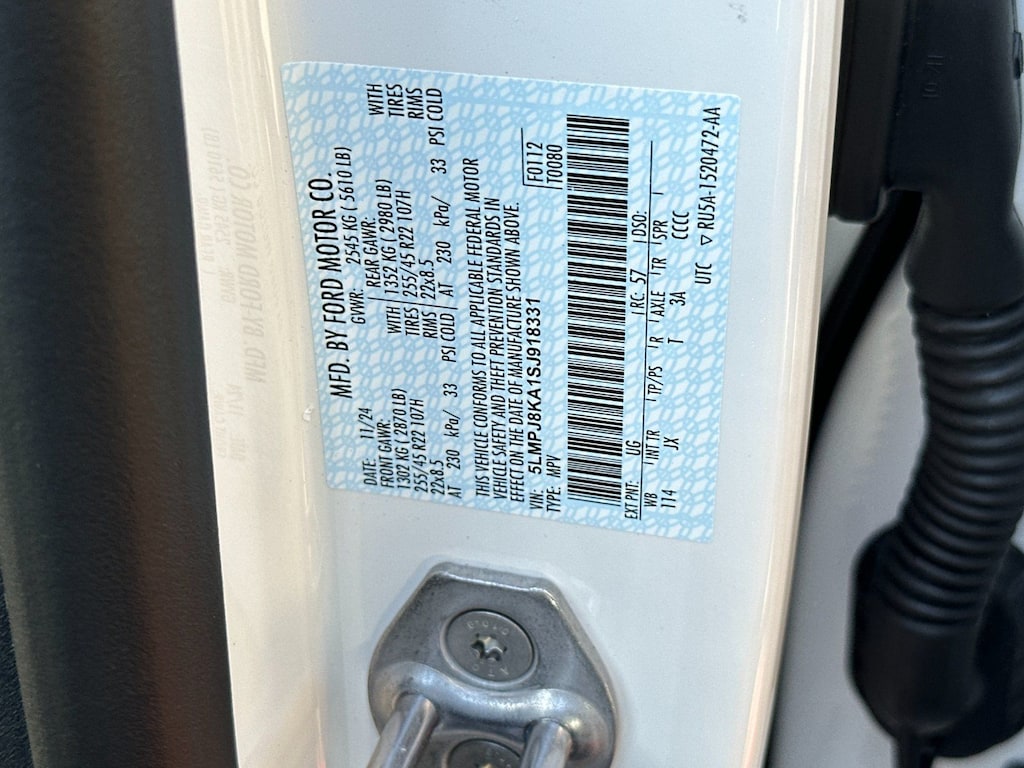 MFD. BY FORD MOTOR CO.
DATE: 11/24
GVWR: 2545 KG ( 5610 LB)
FRONT GAWR:
1302 KG ( 2870 LB)
255/45 R22 107H
22x8.5
AT 230 kPa/ 33 PSI COLD
WITH
TIRES
RIMS
REAR GAWR:
1352 KG ( 2980 LB)
255/45 R22 107H
22x8.5
AT 230 kPa/ 33 PSI COLD
WITH
TIRES
RIMS
THIS VEHICLE CONFORMS TO ALL APPLICABLE FEDERAL MOTOR
VEHICLE SAFETY AND THEFT PREVENTION STANDARDS IN
EFFECT ON THE DATE OF MANUFACTURE SHOWN ABOVE.
VIN: 5LMPJ8KA1SJ918331
TYPE: MPV
F0112
T0080
EXT PNT: UG RC: 57 DSO:
WB INT TR TP/PS R AXLE TR SPR
114 JX T 3A CCCC
UTC ▽ RU5A-1520472-AA